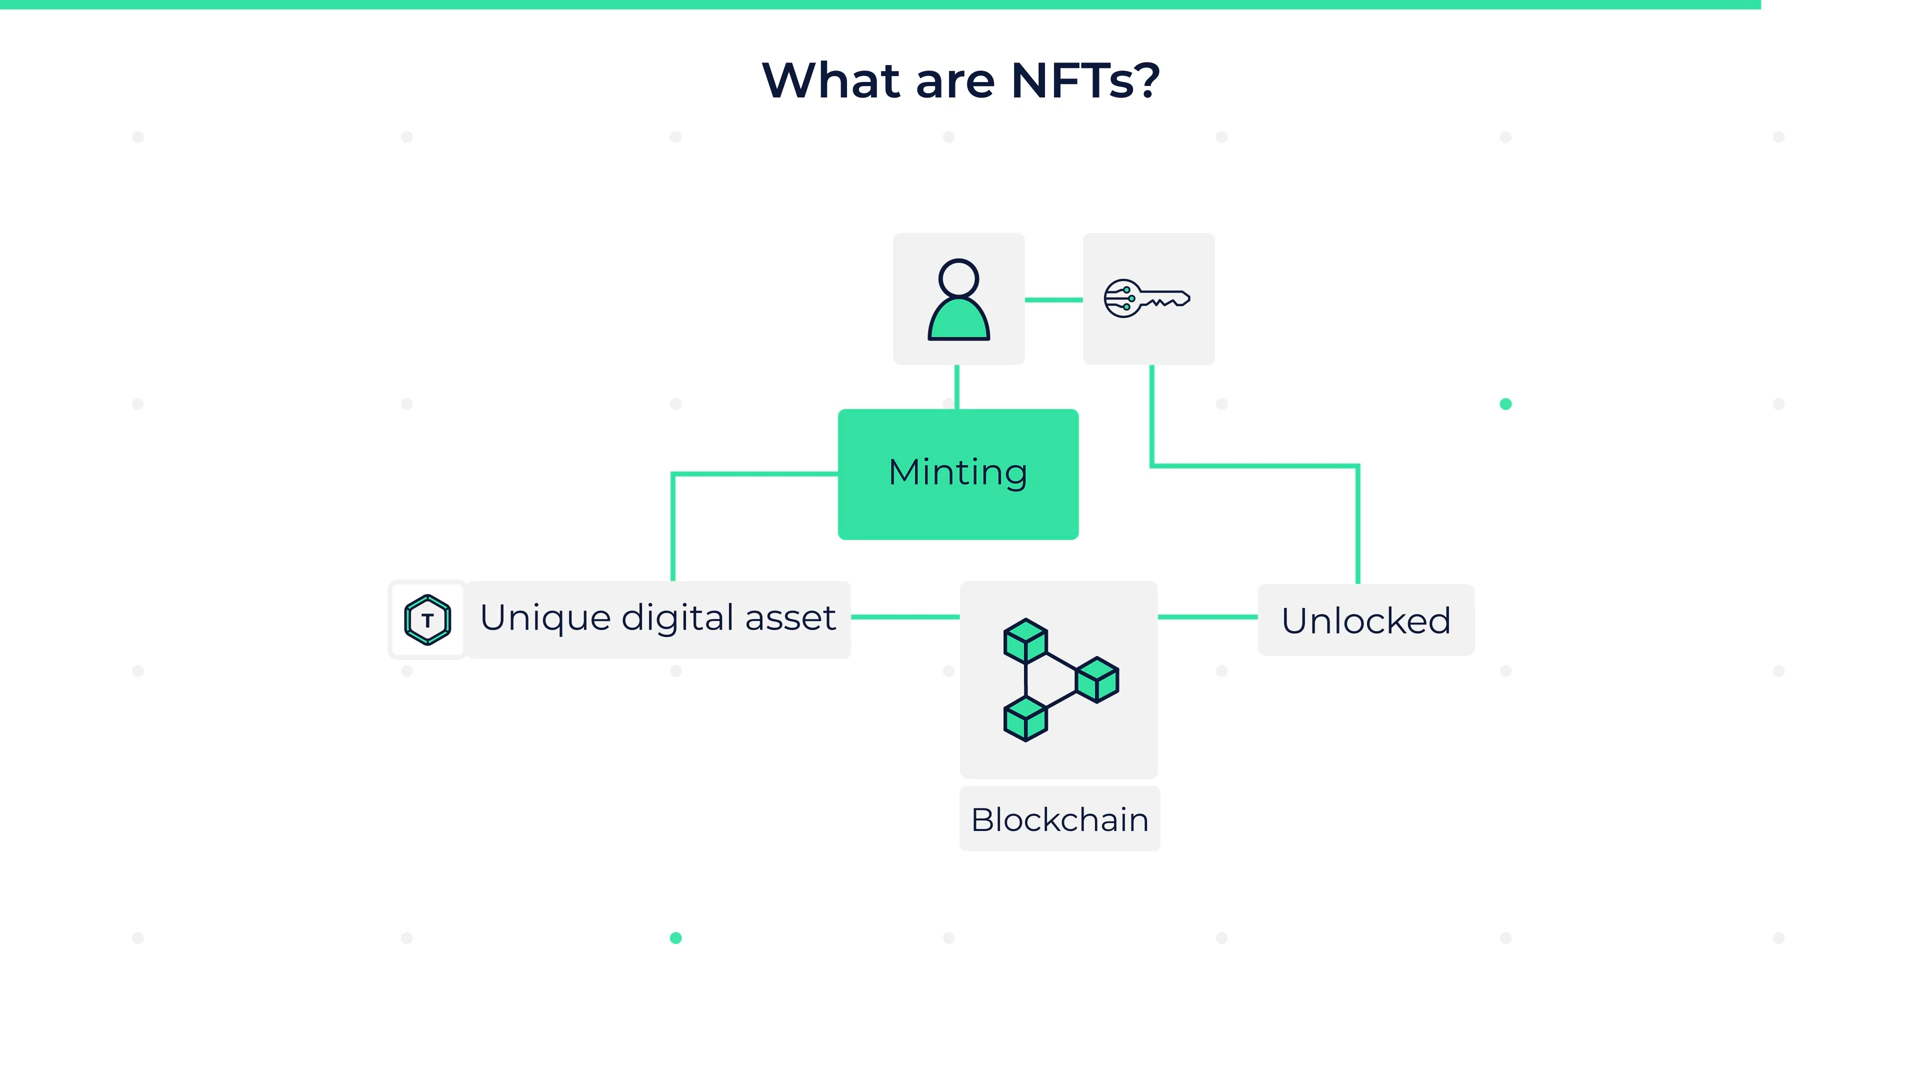 What are NFTs?
Minting
T
Unique digital asset
Unlocked
Blockchain